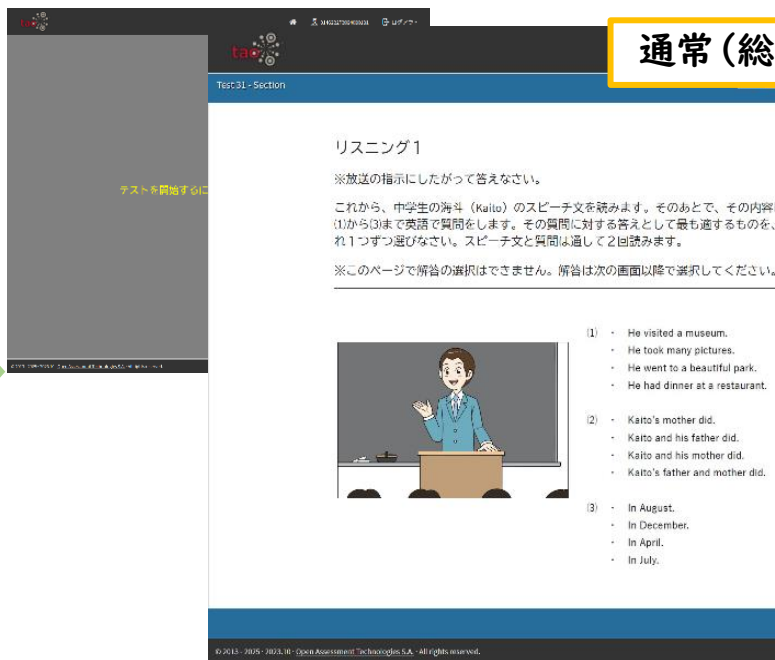 tao
ログアウト
テストを開始するに
tao
通常(総
Test 31 - Section
リスニング1
※放送の指示にしたがって答えなさい。
これから、中学生の海斗（Kaito）のスピーチ文を読みます。そのあとで、その内容
(1)から(3)まで英語で質問をします。その質問に対する答えとして最も適するものを、
れ1つずつ選びなさい。スピーチ文と質問は通して2回読みます。
※このページで解答の選択はできません。解答は次の画面以降で選択してください。
(1) ・ He visited a museum.
・ He took many pictures.
・ He went to a beautiful park.
・ He had dinner at a restaurant.
(2) ・ Kaito's mother did.
・ Kaito and his father did.
・ Kaito and his mother did.
・ Kaito's father and mother did.
(3) ・ In August.
・ In December.
・ In April.
・ In July.
© 2013 - 2025 · 2023.10 · Open Assessment Technologies S.A. · All rights reserved.
© 2013 - 2025 · 2023.10 · Open Assessment Technologies S.A. · All rights reserved.